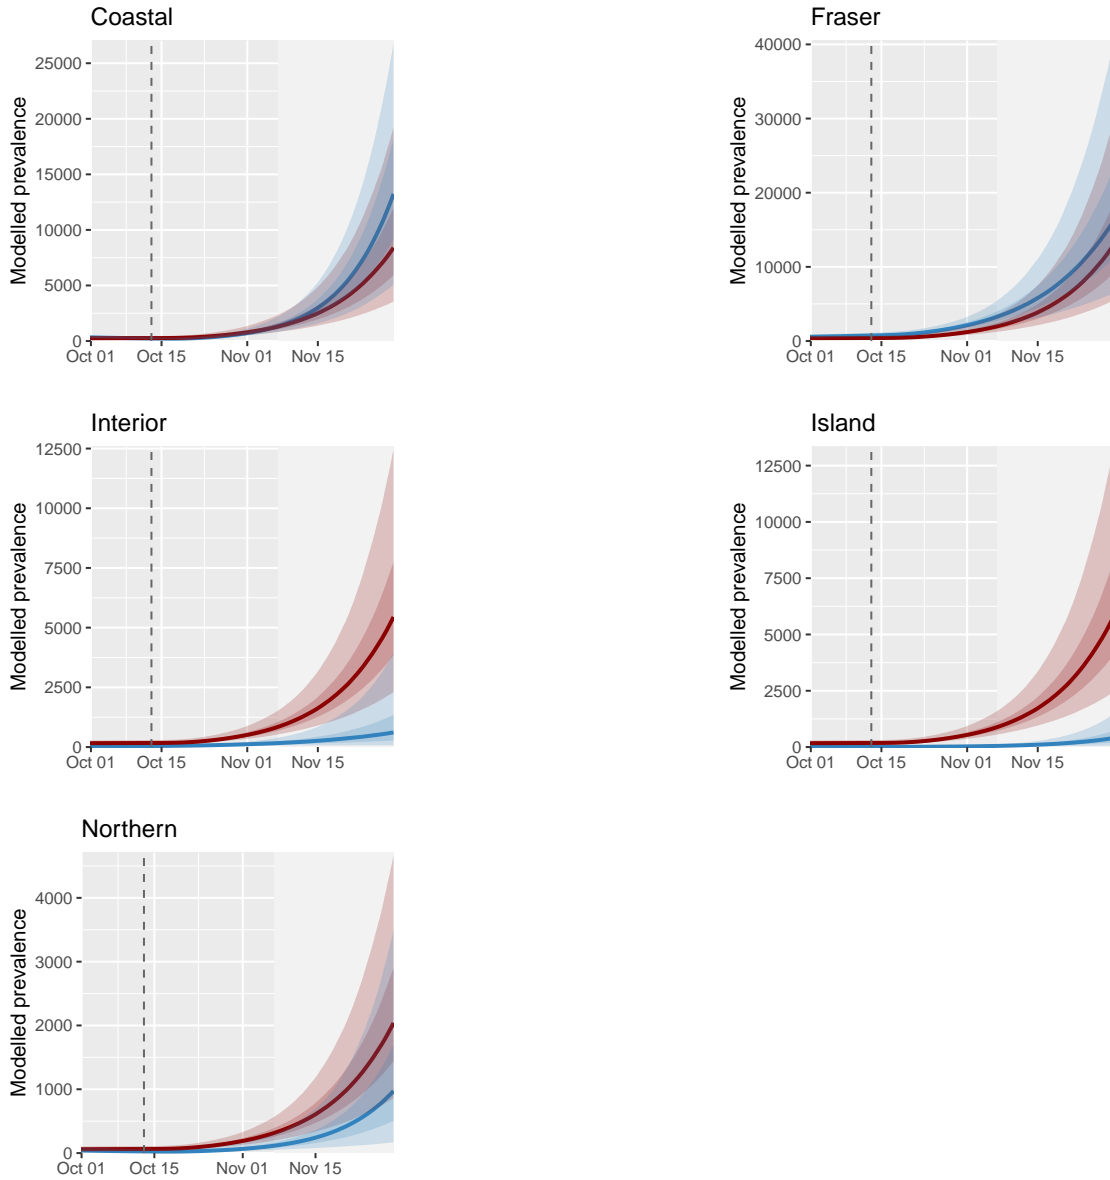 Coastal
Modelled prevalence
25000
20000
15000
10000
5000
0
Oct 01 Oct 15 Nov 01 Nov 15
Fraser
Modelled prevalence
40000
30000
20000
10000
0
Oct 01 Oct 15 Nov 01 Nov 15
Interior
Modelled prevalence
12500
10000
7500
5000
2500
0
Oct 01 Oct 15 Nov 01 Nov 15
Island
Modelled prevalence
12500
10000
7500
5000
2500
0
Oct 01 Oct 15 Nov 01 Nov 15
Northern
Modelled prevalence
4000
3000
2000
1000
0
Oct 01 Oct 15 Nov 01 Nov 15